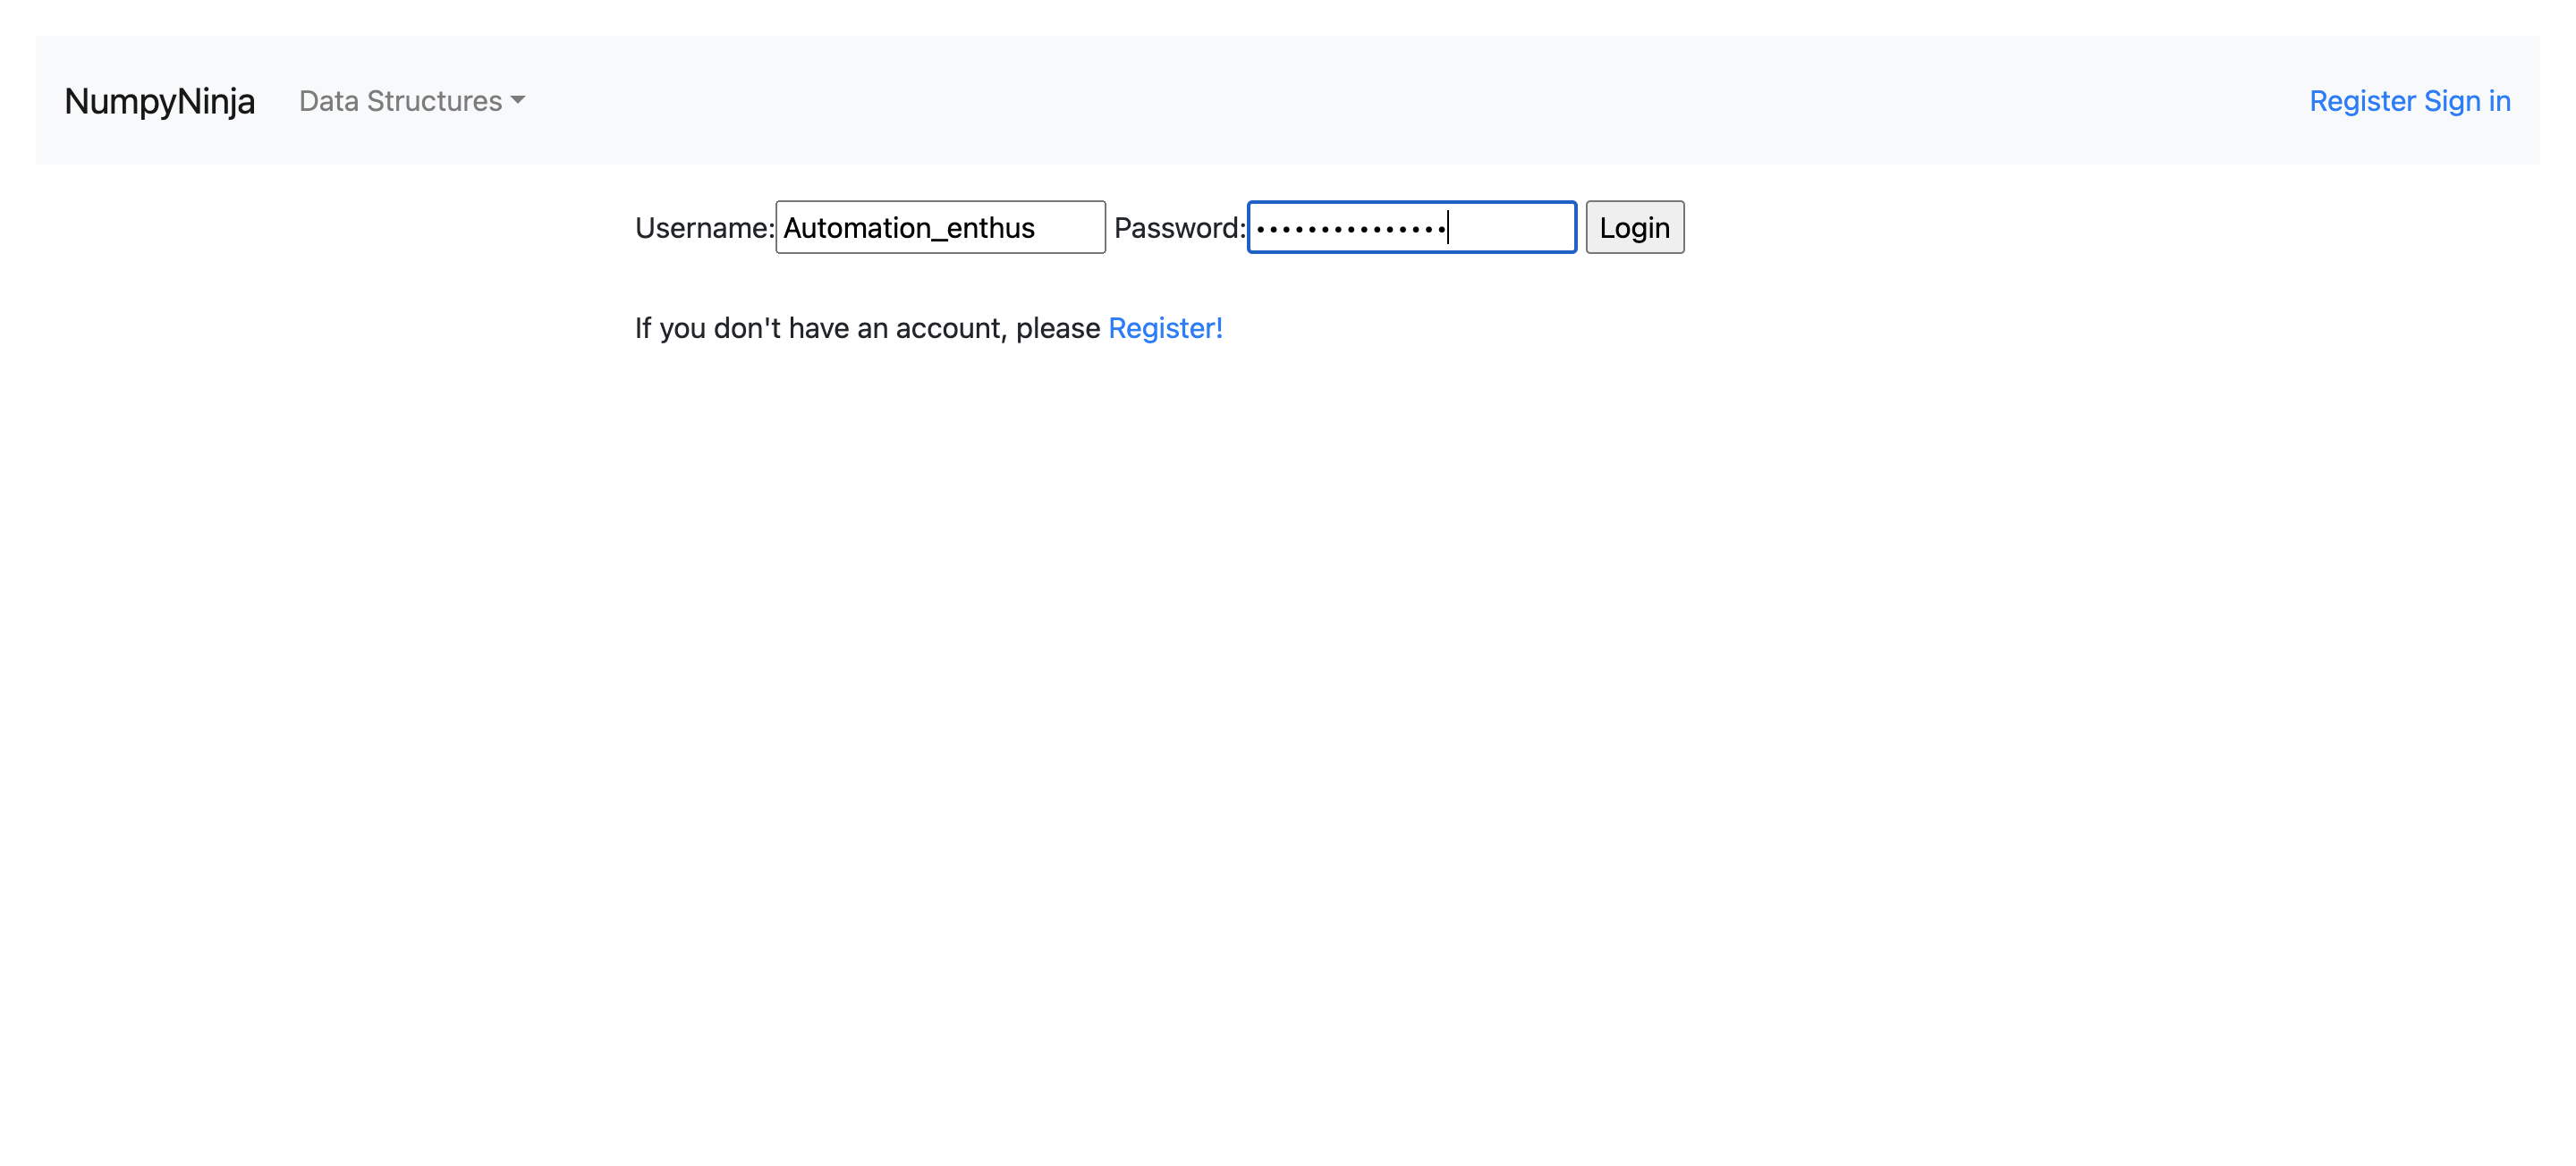 NumpyNinja Data Structures Register Sign in
Username: Automation_enthus Password: ••••••••••••••• Login
If you don't have an account, please Register!